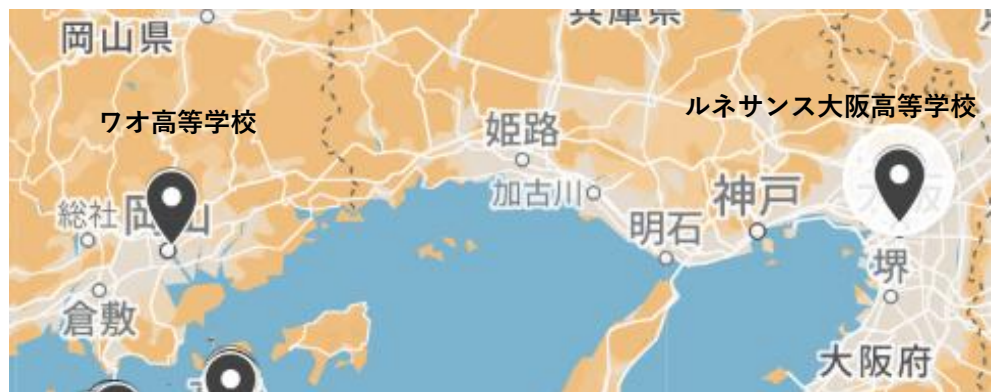 兵庫県
岡山県
ワオ高等学校
ルネサンス大阪高等学校
姫路
加古川
神戸
総社
岡山
明石
堺
倉敷
大阪府